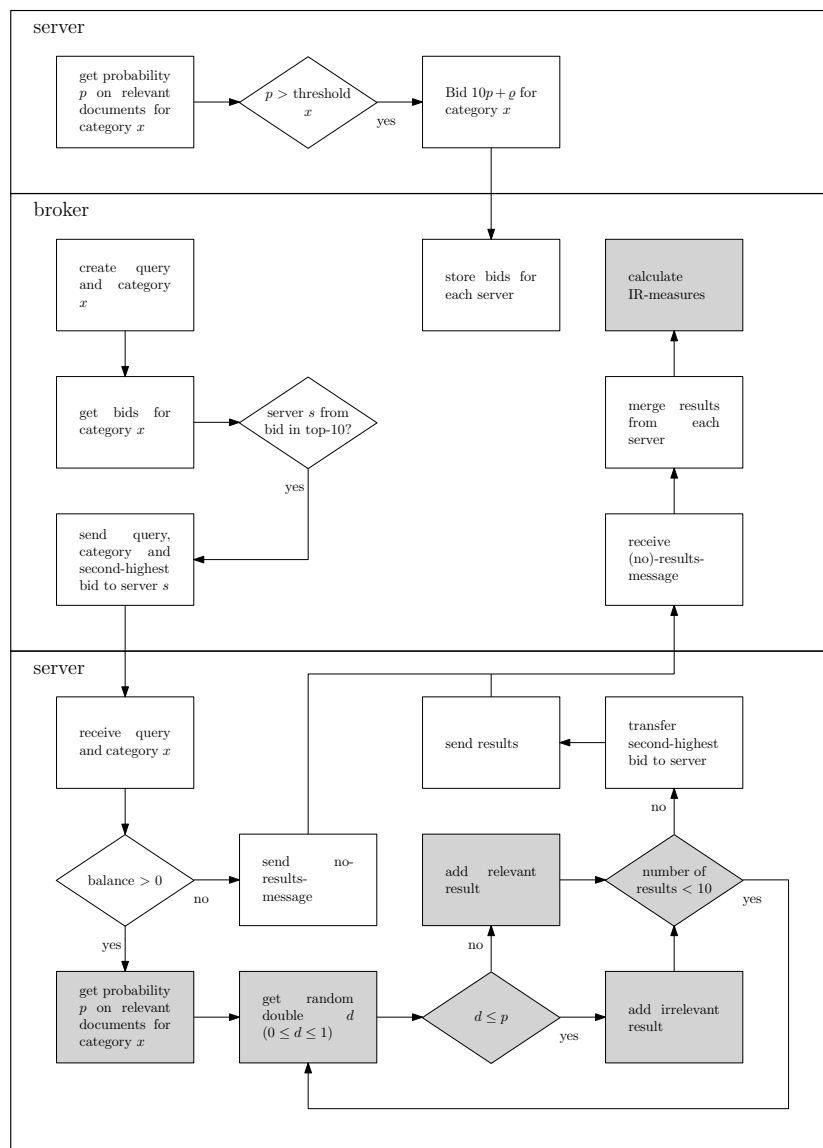 server
get probability
p on relevant
documents for
category x
p > threshold
x
yes
Bid 10p + ϱ for
category x
broker
create query
and category
x
store bids for
each server
calculate
IR-measures
get bids for
category x
server s from
bid in top-10?
yes
merge results
from each
server
send query,
category and
second-highest
bid to server s
receive
(no)-results-
message
server
receive query
and category x
send results
transfer
second-highest
bid to server
no
balance > 0
no
yes
send no-
results-
message
add relevant
result
number of
results < 10
yes
no
get probability
p on relevant
documents for
category x
get random
double d
(0 ≤ d ≤ 1)
d ≤ p
yes
add irrelevant
result